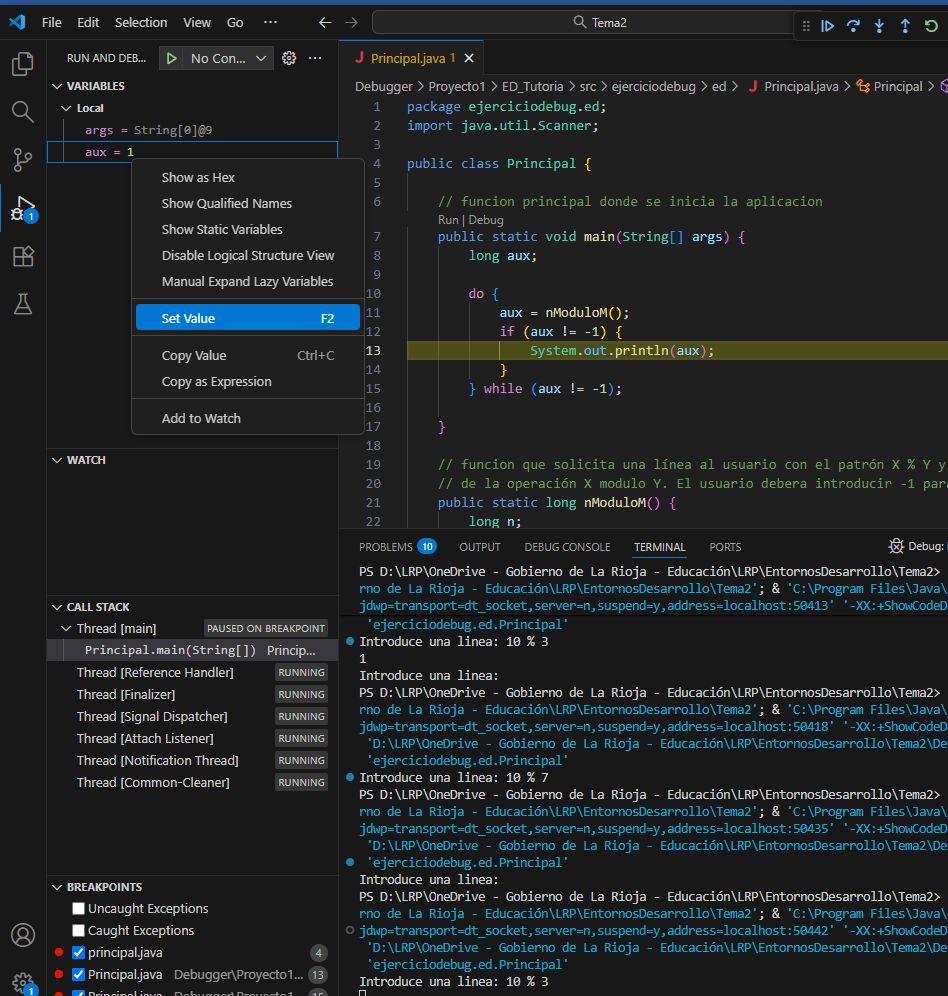 File Edit Selection View Go ··· Tema2
RUN AND DEB... No Con... ···
VARIABLES
Local
args = String[0]@9
aux = 1
Show as Hex
Show Qualified Names
Show Static Variables
Disable Logical Structure View
Manual Expand Lazy Variables
Set Value F2
Copy Value Ctrl+C
Copy as Expression
Add to Watch
WATCH
CALL STACK
Thread [main] PAUSED ON BREAKPOINT
Principal.main(String[]) Princip...
Thread [Reference Handler] RUNNING
Thread [Finalizer] RUNNING
Thread [Signal Dispatcher] RUNNING
Thread [Attach Listener] RUNNING
Thread [Notification Thread] RUNNING
Thread [Common-Cleaner] RUNNING
BREAKPOINTS
Uncaught Exceptions
Caught Exceptions
principal.java 4
Principal.java Debugger\Proyecto1... 13
Principal.java Debugger\Proyecto1... 15
1
1
J Principal.java 1
Debugger > Proyecto1 > ED_Tutoria > src > ejerciciodebug > ed > J Principal.java > Principal >
1 package ejerciciodebug.ed;
2 import java.util.Scanner;
3
4 public class Principal {
5
6 // funcion principal donde se inicia la aplicacion
Run | Debug
7 public static void main(String[] args) {
8 long aux;
9
10 do {
11 aux = nModuloM();
12 if (aux != -1) {
13 System.out.println(aux);
14 }
15 } while (aux != -1);
16
17 }
18
19 // funcion que solicita una línea al usuario con el patrón X % Y y
20 // de la operación X modulo Y. El usuario debera introducir -1 para
21 public static long nModuloM() {
22 long n;
PROBLEMS 10 OUTPUT DEBUG CONSOLE TERMINAL PORTS Debug:
PS D:\LRP\OneDrive - Gobierno de La Rioja - Educación\LRP\EntornosDesarrollo\Tema2>
rno de La Rioja - Educación\LRP\EntornosDesarrollo\Tema2'; & 'C:\Program Files\Java\
jdwp=transport=dt_socket,server=n,suspend=y,address=localhost:50413' '-XX:+ShowCodeD
'ejerciciodebug.ed.Principal'
Introduce una linea: 10 % 3
1
Introduce una linea:
PS D:\LRP\OneDrive - Gobierno de La Rioja - Educación\LRP\EntornosDesarrollo\Tema2>
rno de La Rioja - Educación\LRP\EntornosDesarrollo\Tema2'; & 'C:\Program Files\Java\
jdwp=transport=dt_socket,server=n,suspend=y,address=localhost:50418' '-XX:+ShowCodeD
'D:\LRP\OneDrive - Gobierno de La Rioja - Educación\LRP\EntornosDesarrollo\Tema2\De
'ejerciciodebug.ed.Principal'
Introduce una linea: 10 % 7
PS D:\LRP\OneDrive - Gobierno de La Rioja - Educación\LRP\EntornosDesarrollo\Tema2>
rno de La Rioja - Educación\LRP\EntornosDesarrollo\Tema2'; & 'C:\Program Files\Java\
jdwp=transport=dt_socket,server=n,suspend=y,address=localhost:50435' '-XX:+ShowCodeD
'D:\LRP\OneDrive - Gobierno de La Rioja - Educación\LRP\EntornosDesarrollo\Tema2\De
'ejerciciodebug.ed.Principal'
Introduce una linea:
PS D:\LRP\OneDrive - Gobierno de La Rioja - Educación\LRP\EntornosDesarrollo\Tema2>
rno de La Rioja - Educación\LRP\EntornosDesarrollo\Tema2'; & 'C:\Program Files\Java\
jdwp=transport=dt_socket,server=n,suspend=y,address=localhost:50442' '-XX:+ShowCodeD
'D:\LRP\OneDrive - Gobierno de La Rioja - Educación\LRP\EntornosDesarrollo\Tema2\De
'ejerciciodebug.ed.Principal'
Introduce una linea: 10 % 3